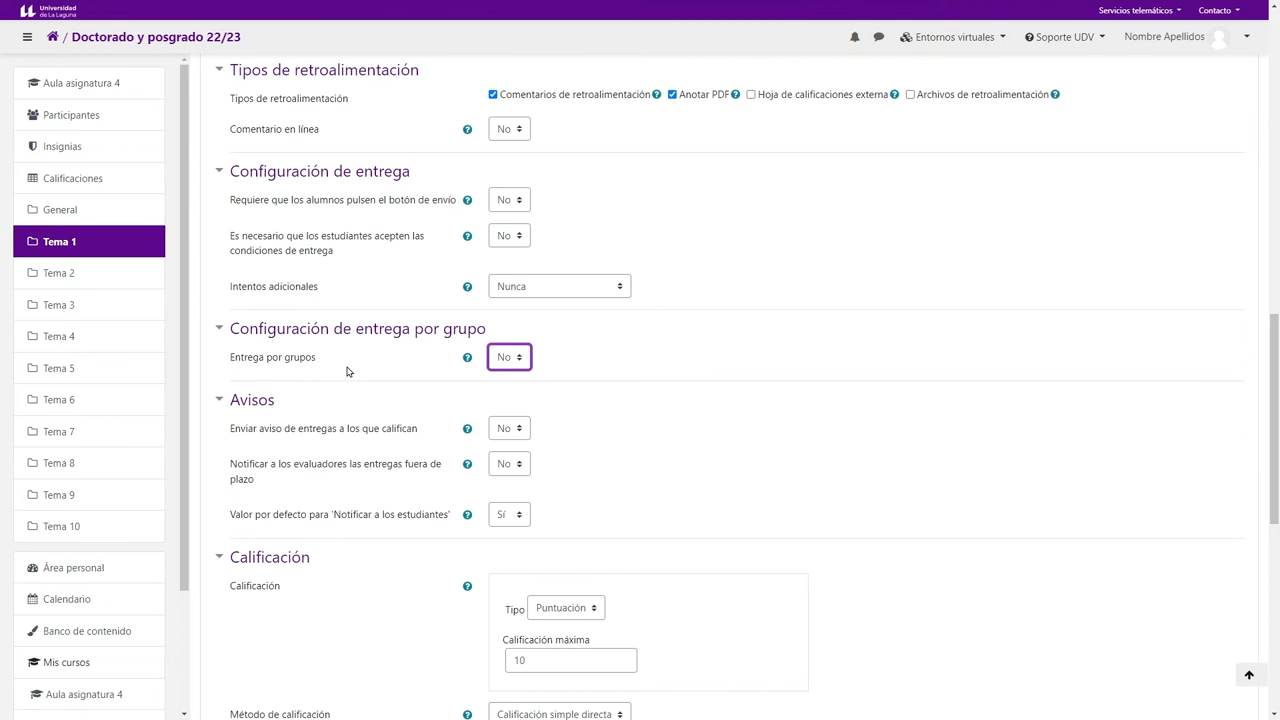 Universidad
de La Laguna
Servicios telemáticos
Contacto
/ Doctorado y posgrado 22/23
Entornos virtuales
Soporte UDV
Nombre Apellidos
Aula asignatura 4
Participantes
Insignias
Calificaciones
General
Tema 1
Tema 2
Tema 3
Tema 4
Tema 5
Tema 6
Tema 7
Tema 8
Tema 9
Tema 10
Área personal
Calendario
Banco de contenido
Mis cursos
Aula asignatura 4
Tipos de retroalimentación
Tipos de retroalimentación
Comentarios de retroalimentación
Anotar PDF
Hoja de calificaciones externa
Archivos de retroalimentación
Comentario en línea
No
Configuración de entrega
Requiere que los alumnos pulsen el botón de envío
No
Es necesario que los estudiantes acepten las
condiciones de entrega
No
Intentos adicionales
Nunca
Configuración de entrega por grupo
Entrega por grupos
No
Avisos
Enviar aviso de entregas a los que califican
No
Notificar a los evaluadores las entregas fuera de
plazo
No
Valor por defecto para 'Notificar a los estudiantes'
Sí
Calificación
Calificación
Tipo
Puntuación
Calificación máxima
10
Método de calificación
Calificación simple directa